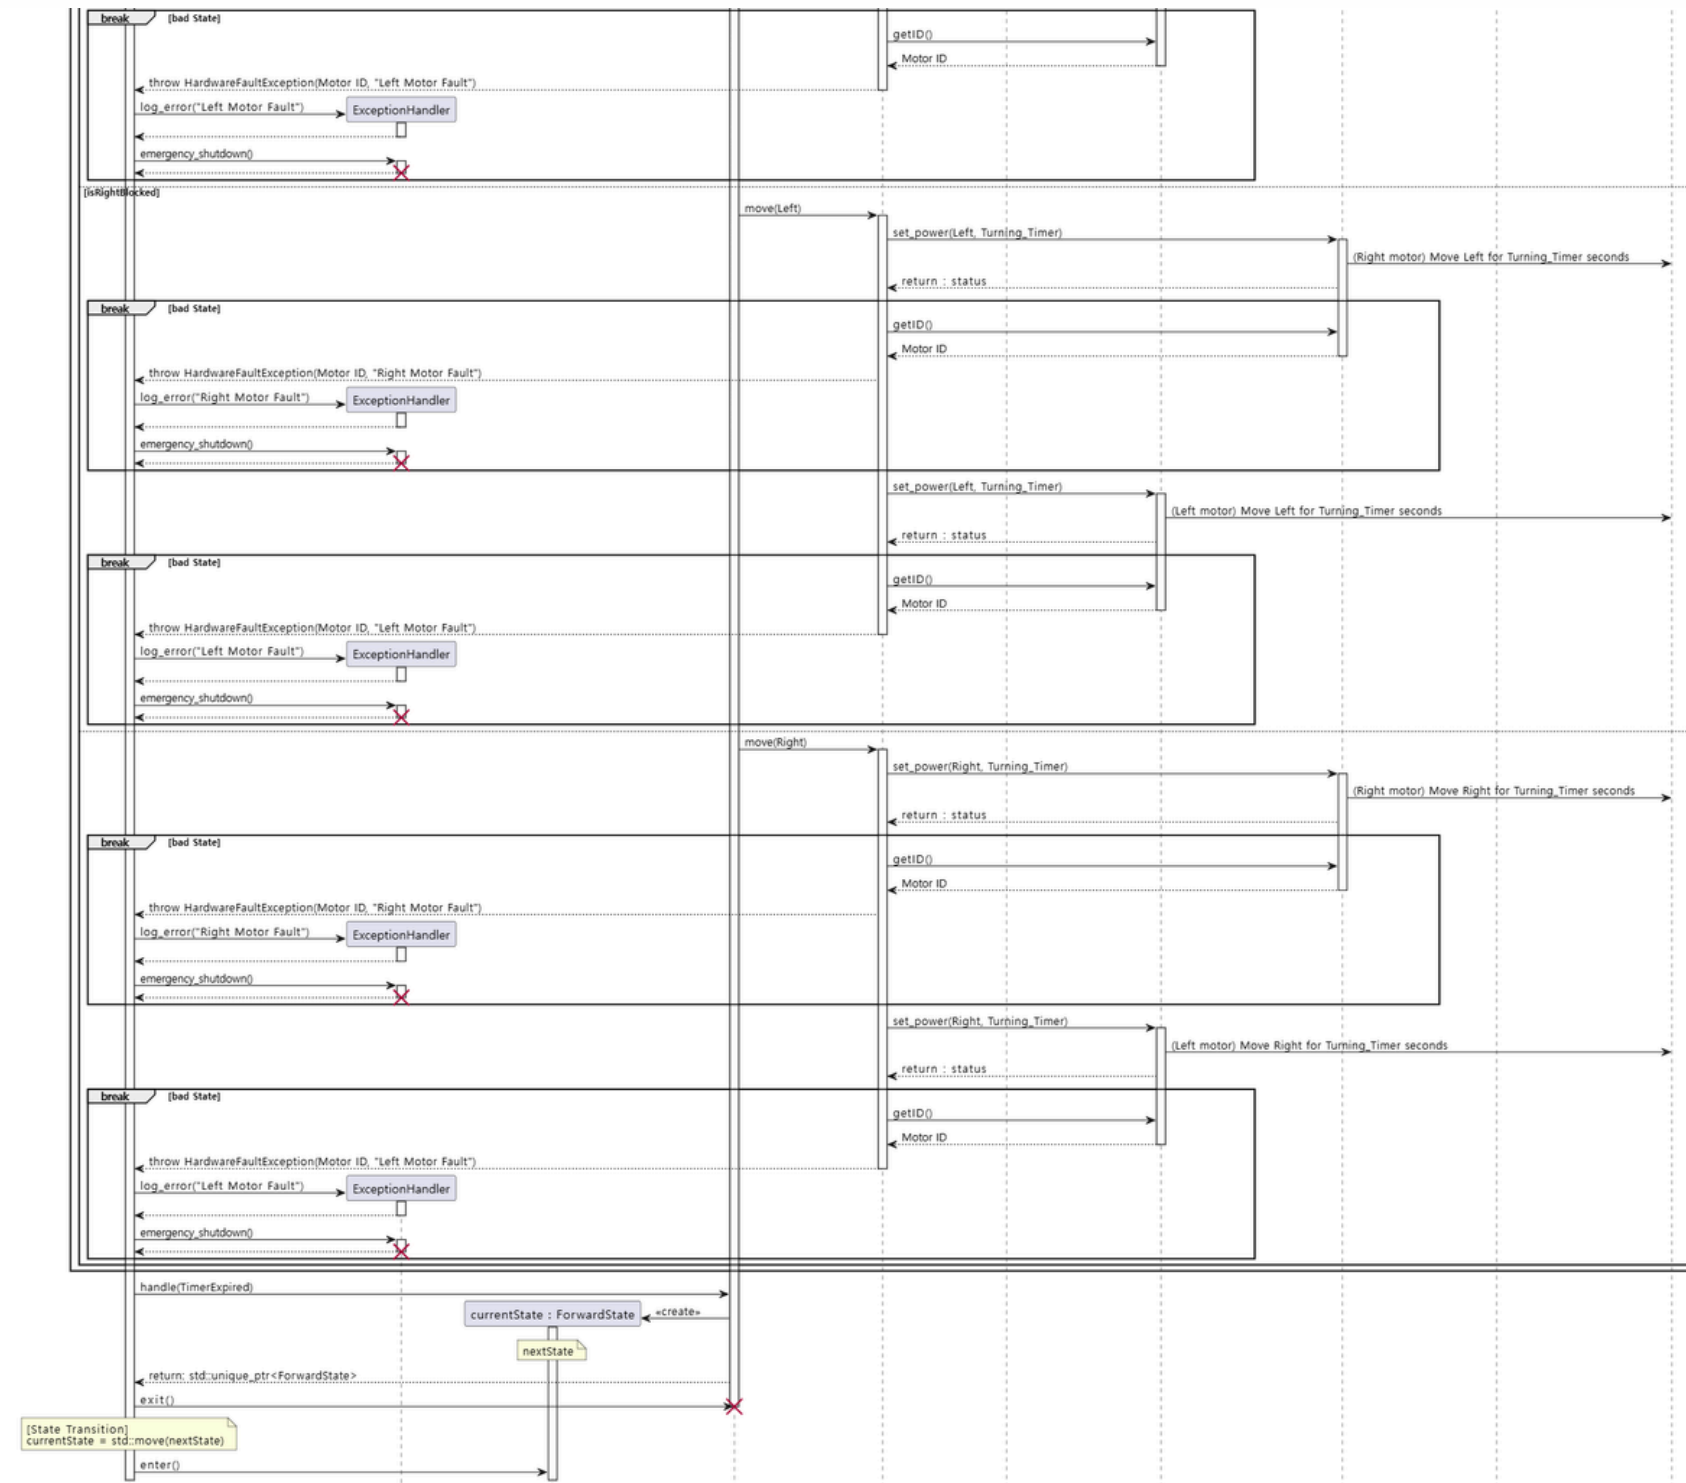 break [bad State]
getID()
Motor ID
throw HardwareFaultException(Motor ID, "Left Motor Fault")
log_error("Left Motor Fault")
ExceptionHandler
emergency_shutdown()
[isRightBlocked]
move(Left)
set_power(Left, Turning_Timer)
(Right motor) Move Left for Turning_Timer seconds
return : status
break [bad State]
getID()
Motor ID
throw HardwareFaultException(Motor ID, "Right Motor Fault")
log_error("Right Motor Fault")
ExceptionHandler
emergency_shutdown()
set_power(Left, Turning_Timer)
(Left motor) Move Left for Turning_Timer seconds
return : status
break [bad State]
getID()
Motor ID
throw HardwareFaultException(Motor ID, "Left Motor Fault")
log_error("Left Motor Fault")
ExceptionHandler
emergency_shutdown()
move(Right)
set_power(Right, Turning_Timer)
(Right motor) Move Right for Turning_Timer seconds
return : status
break [bad State]
getID()
Motor ID
throw HardwareFaultException(Motor ID, "Right Motor Fault")
log_error("Right Motor Fault")
ExceptionHandler
emergency_shutdown()
set_power(Right, Turning_Timer)
(Left motor) Move Right for Turning_Timer seconds
return : status
break [bad State]
getID()
Motor ID
throw HardwareFaultException(Motor ID, "Left Motor Fault")
log_error("Left Motor Fault")
ExceptionHandler
emergency_shutdown()
handle(TimerExpired)
currentState : ForwardState
«create»
nextState
return: std::unique_ptr<ForwardState>
exit()
[State Transition]
currentState = std::move(nextState)
enter()